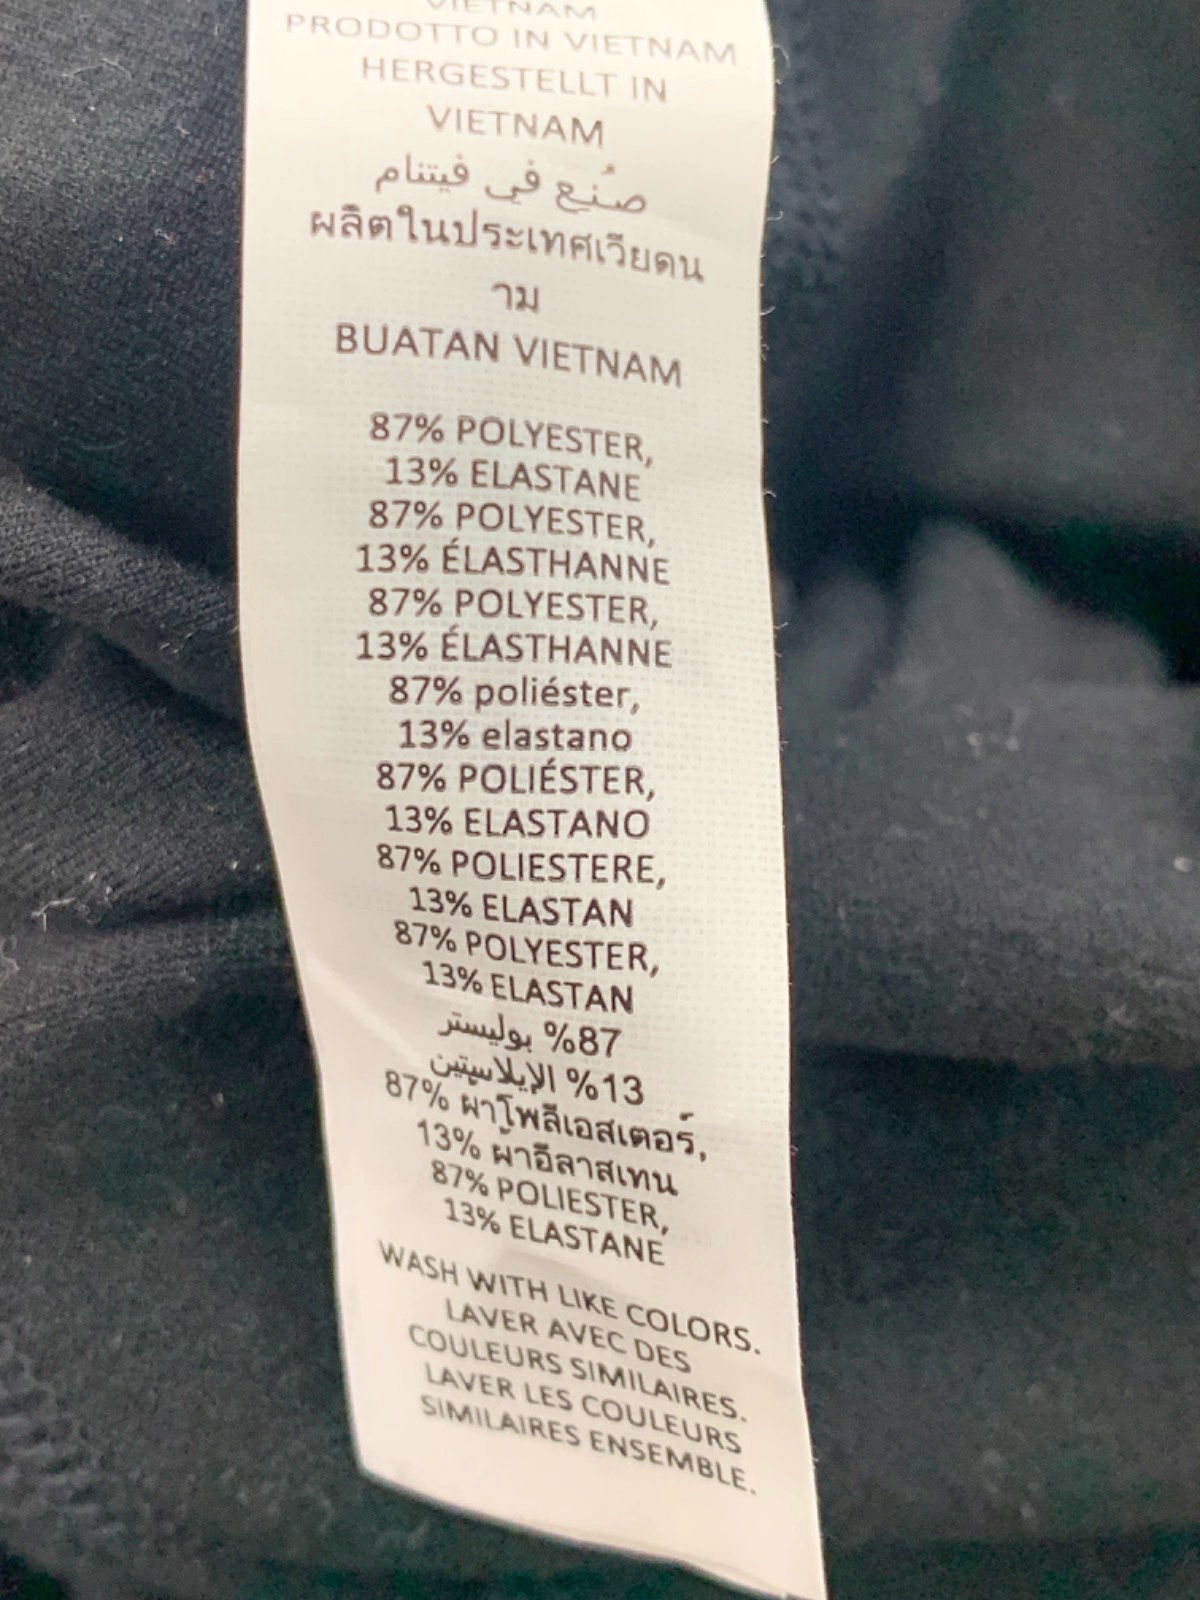 VIETNAM
PRODOTTO IN VIETNAM
HERGESTELLT IN
VIETNAM
صُنع في فيتنام
ผลิตในประเทศเวียดน
าม
BUATAN VIETNAM
87% POLYESTER,
13% ELASTANE
87% POLYESTER,
13% ÉLASTHANNE
87% POLYESTER,
13% ÉLASTHANNE
87% poliéster,
13% elastano
87% POLIÉSTER,
13% ELASTANO
87% POLIESTERE,
13% ELASTAN
87% POLYESTER,
13% ELASTAN
87% بوليستر
13% الإيلاستين
87% ผ้าโพลีเอสเตอร์,
13% ผ้าอีลาสเทน
87% POLIESTER,
13% ELASTANE
WASH WITH LIKE COLORS.
LAVER AVEC DES
COULEURS SIMILAIRES.
LAVER LES COULEURS
SIMILAIRES ENSEMBLE.